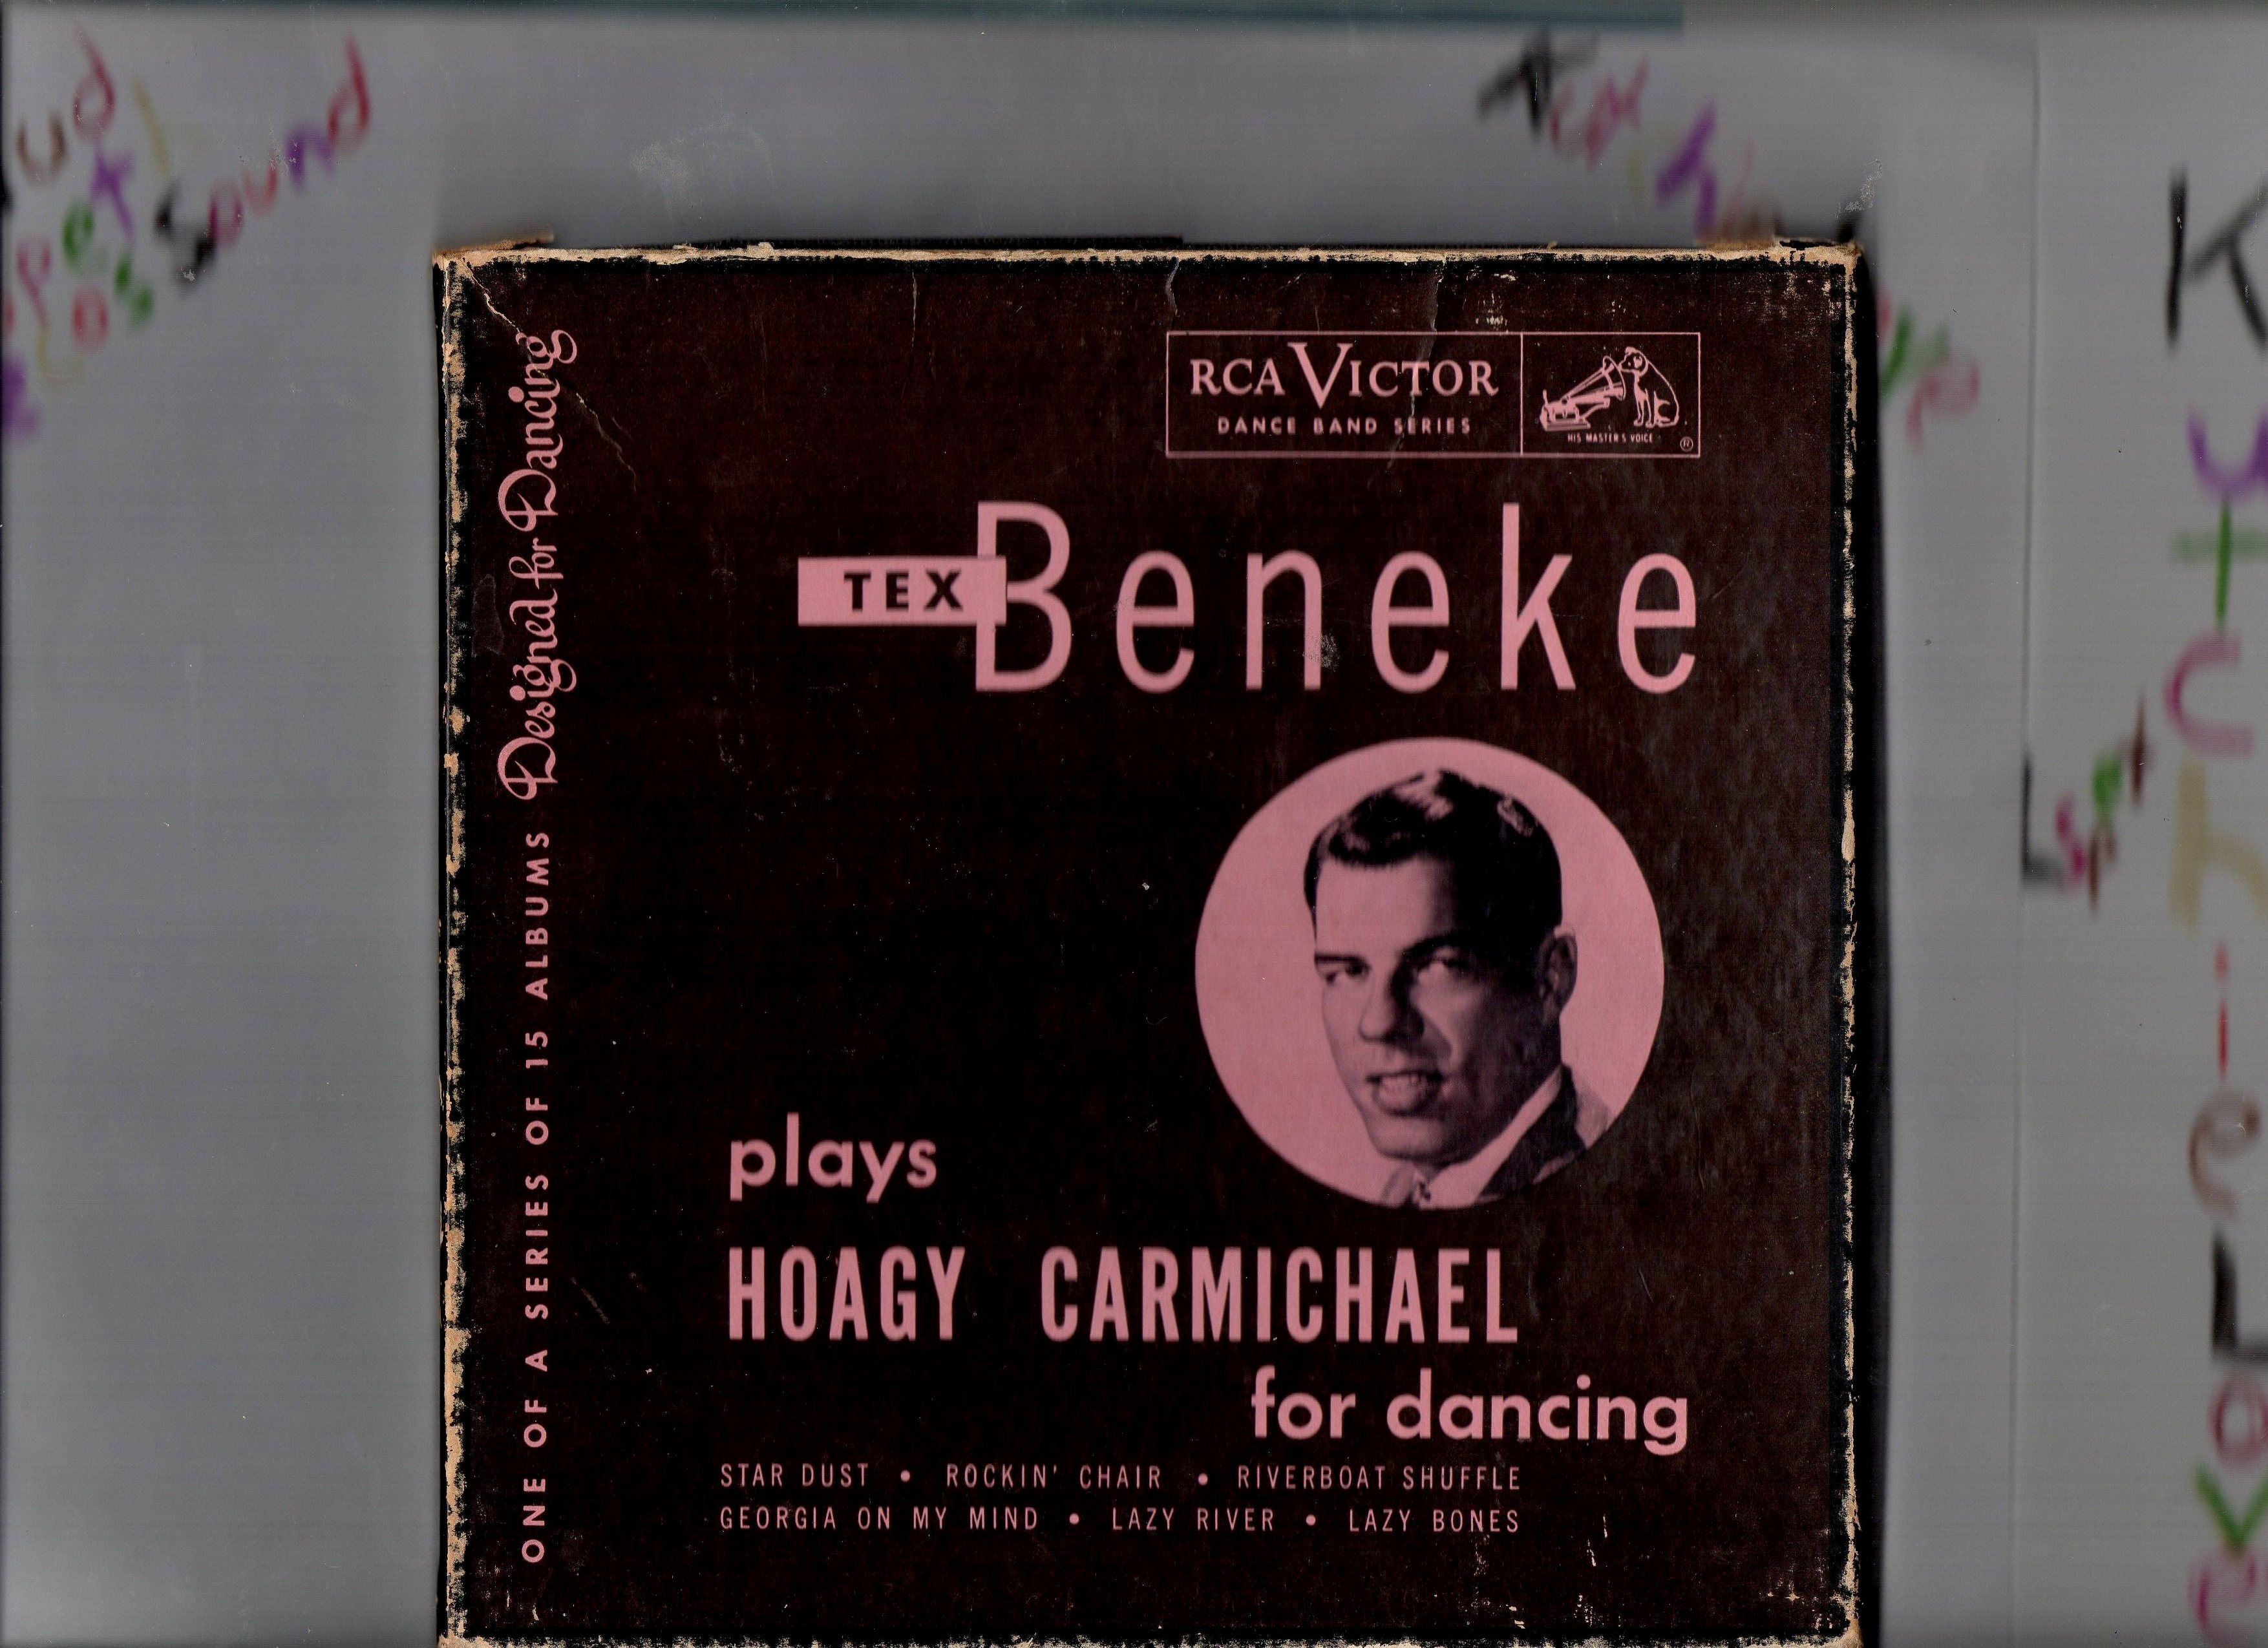 Sound
RCA VICTOR
DANCE BAND SERIES
HIS MASTER'S VOICE
®
TEX
Beneke
plays
HOAGY CARMICHAEL
for dancing
STAR DUST • ROCKIN' CHAIR • RIVERBOAT SHUFFLE
GEORGIA ON MY MIND • LAZY RIVER • LAZY BONES
ONE OF A SERIES OF 15 ALBUMS Designed for Dancing